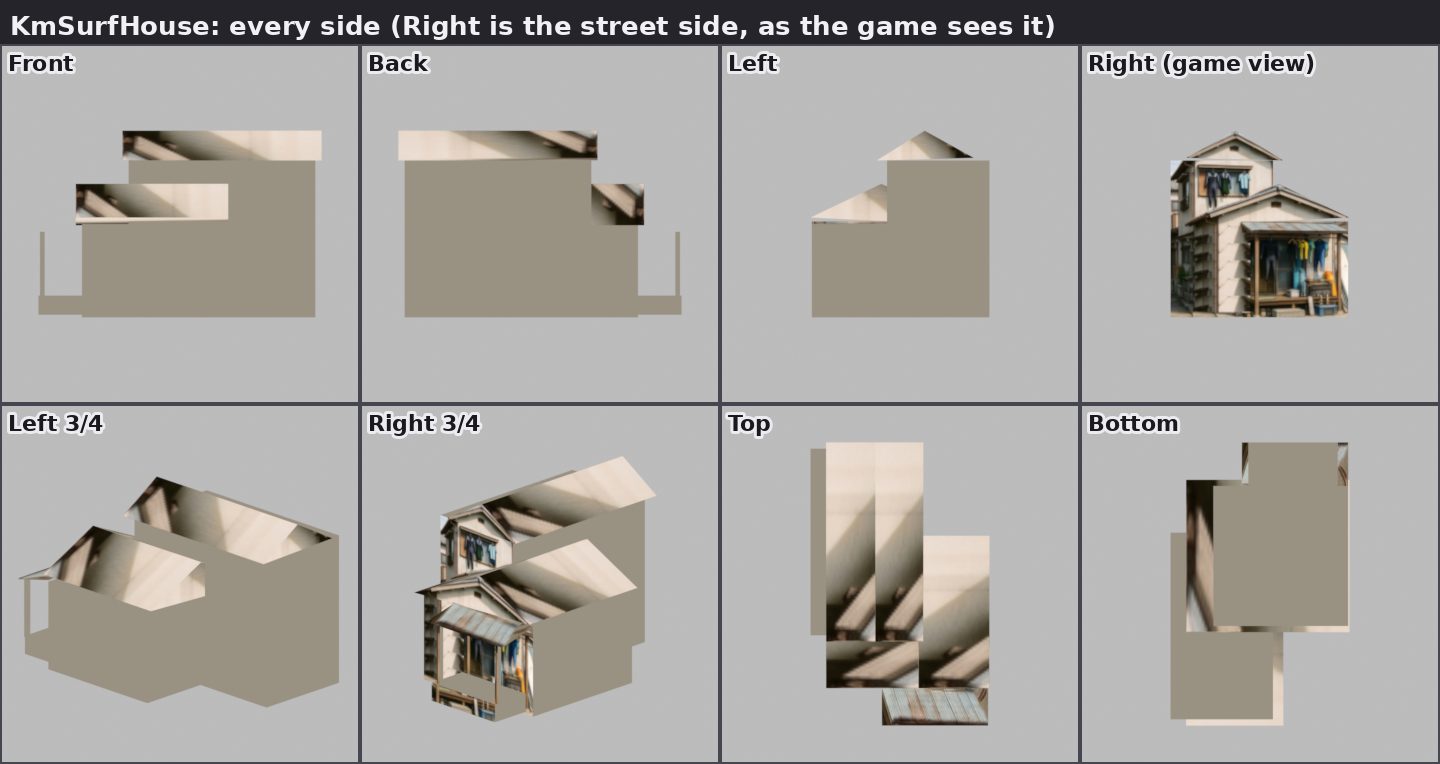 KmSurfHouse: every side (Right is the street side, as the game sees it)
Front
Back
Left
Right (game view)
Left 3/4
Right 3/4
Top
Bottom